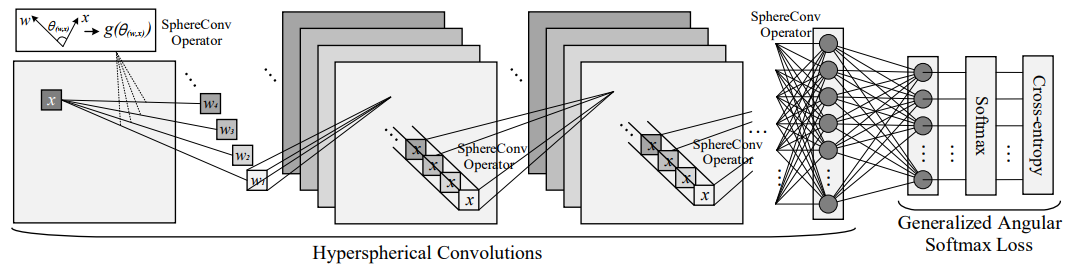 w θ(w,x) x → g(θ(w,x))
SphereConv
Operator
x
w4
w3
w2
w1
...
x
x
x
x
SphereConv
Operator
...
x
x
x
x
SphereConv
Operator
...
SphereConv
Operator
...
...
Softmax
...
Cross-entropy
Hyperspherical Convolutions
Generalized Angular
Softmax Loss